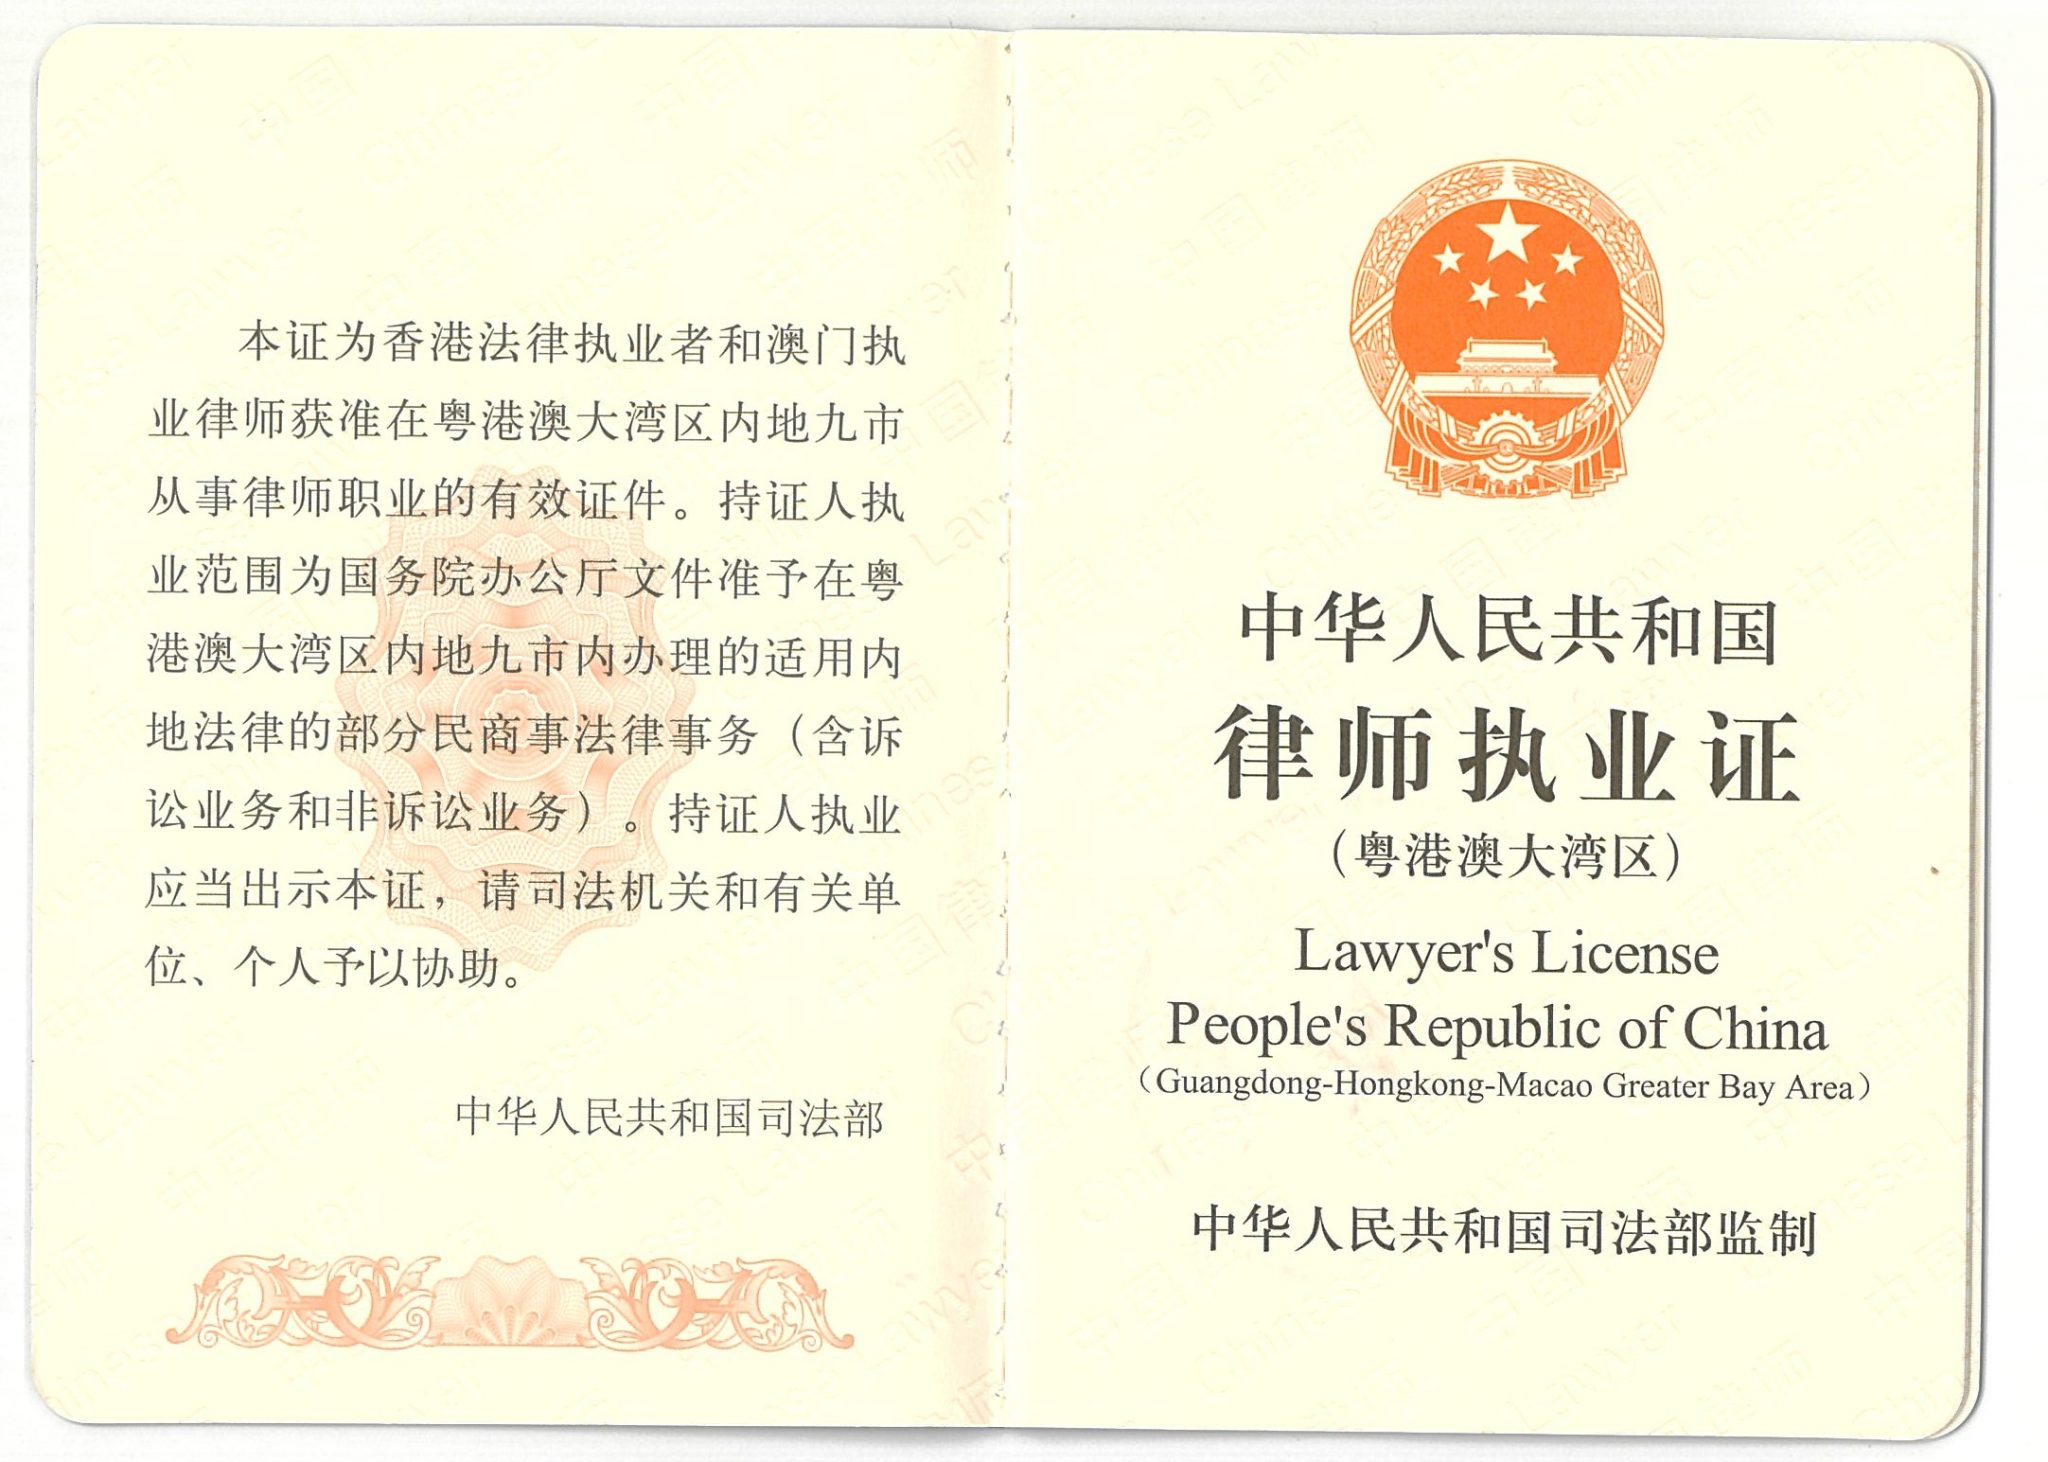 本证为香港法律执业者和澳门执
业律师获准在粤港澳大湾区内地九市
从事律师职业的有效证件。持证人执
业范围为国务院办公厅文件准予在粤
港澳大湾区内地九市内办理的适用内
地法律的部分民商事法律事务（含诉
讼业务和非诉讼业务）。持证人执业
应当出示本证，请司法机关和有关单
位、个人予以协助。
中华人民共和国司法部
中华人民共和国
律师执业证
（粤港澳大湾区）
Lawyer's License
People's Republic of China
（Guangdong-Hongkong-Macao Greater Bay Area）
中华人民共和国司法部监制